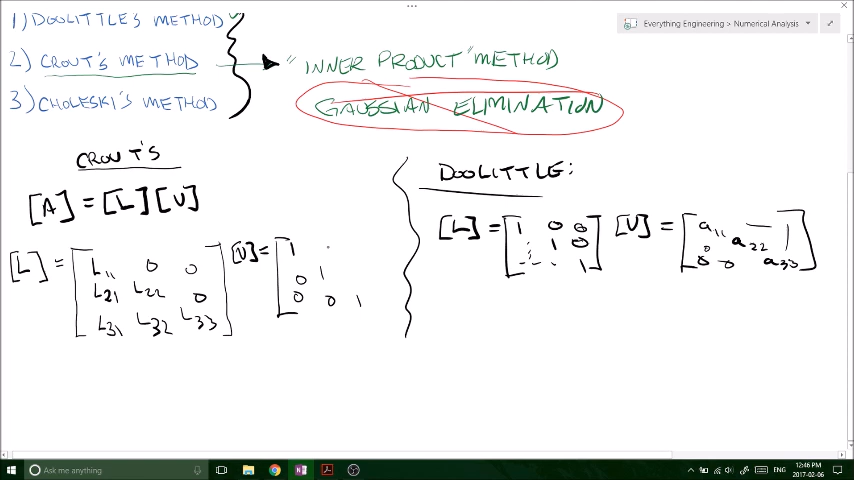 ...
Everything Engineering > Numerical Analysis
1) DOOLITTLE'S METHOD
2) CROUT'S METHOD
"INNER PRODUCT" METHOD
3) CHOLESKI'S METHOD
GAUSSIAN ELIMINATION
CROUT'S
[A] = [L][U]
[L] =
L11 0 0
L21 L22 0
L31 L32 L33
[U] =
1
0 1
0 0 1
DOOLITTLE:
[L] =
1 0 0
1 0
1
[U] =
a11
0 a22
0 0 a33
Ask me anything
ENG
12:46 PM
2017-02-06